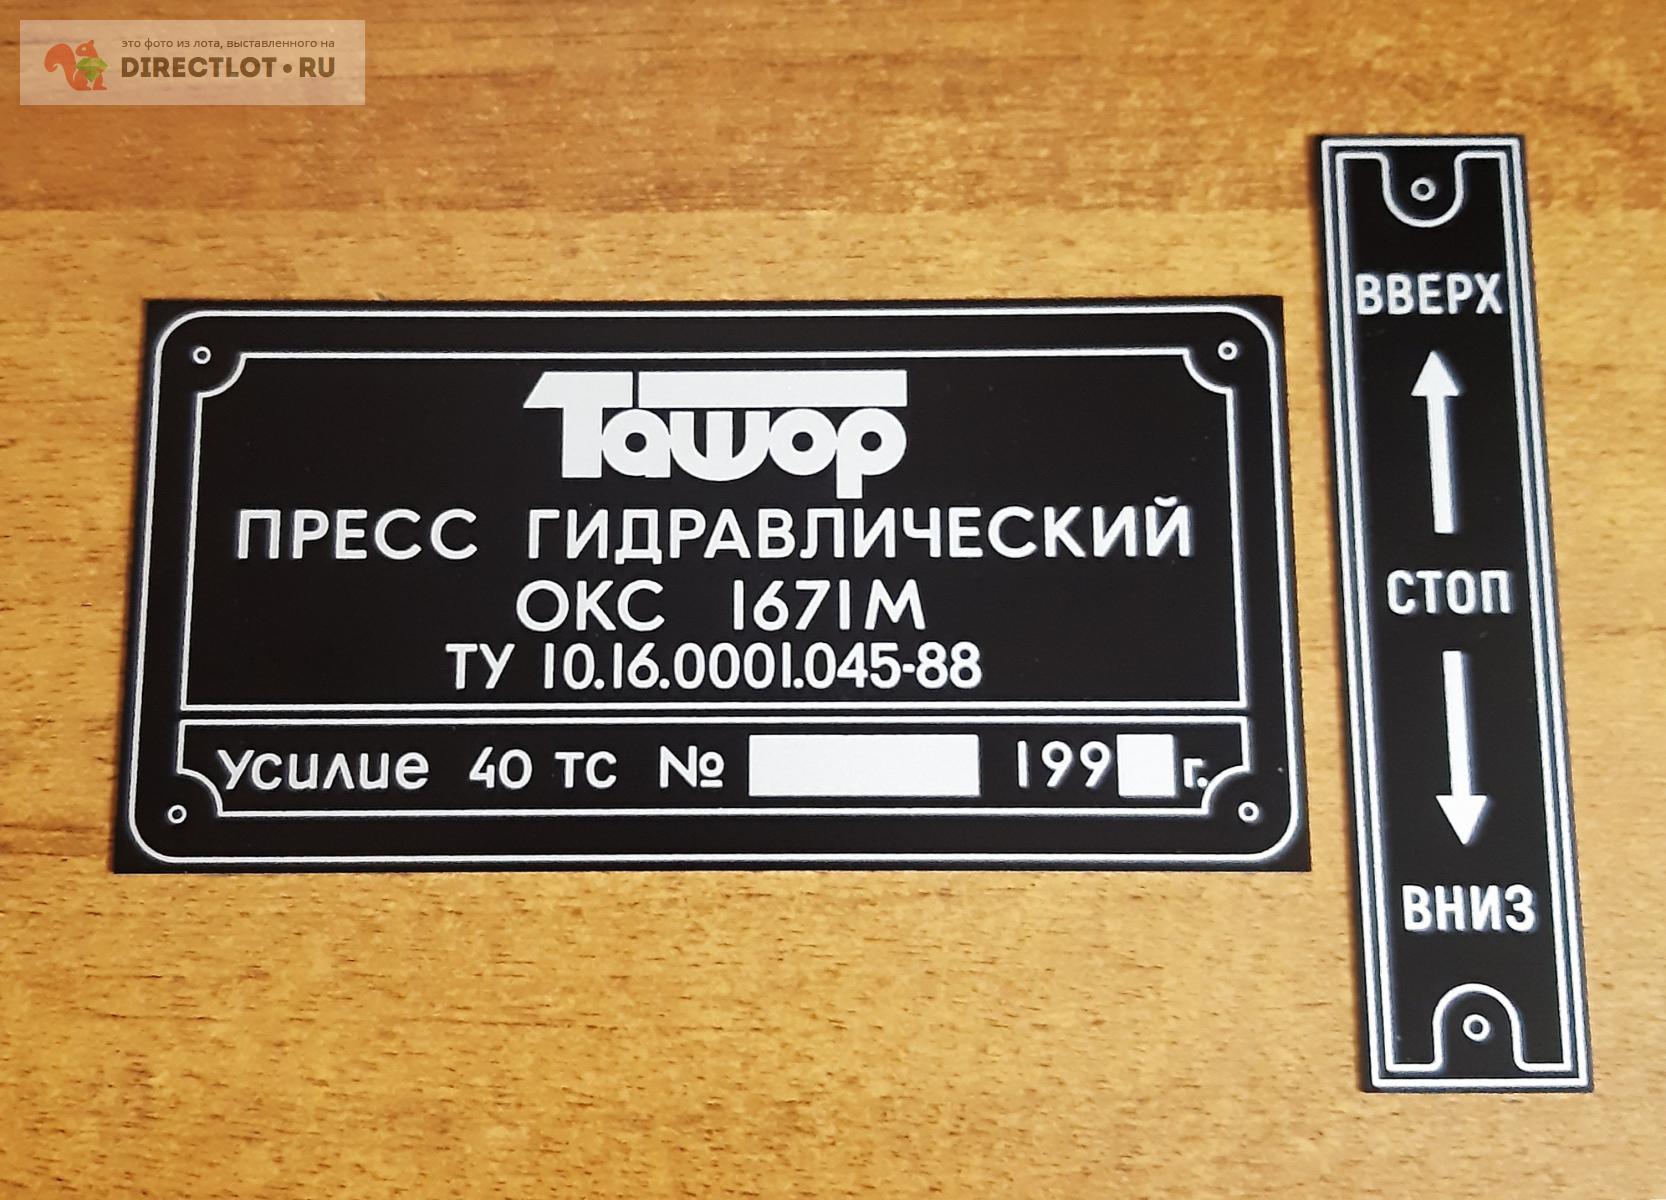 это фото из лота, выставленного на
DIRECTLOT•RU
Ташор
ПРЕСС ГИДРАВЛИЧЕСКИЙ
ОКС 1671М
ТУ 10.16.0001.045-88
Усилие 40 тс № 199 г.
ВВЕРХ
СТОП
ВНИЗ